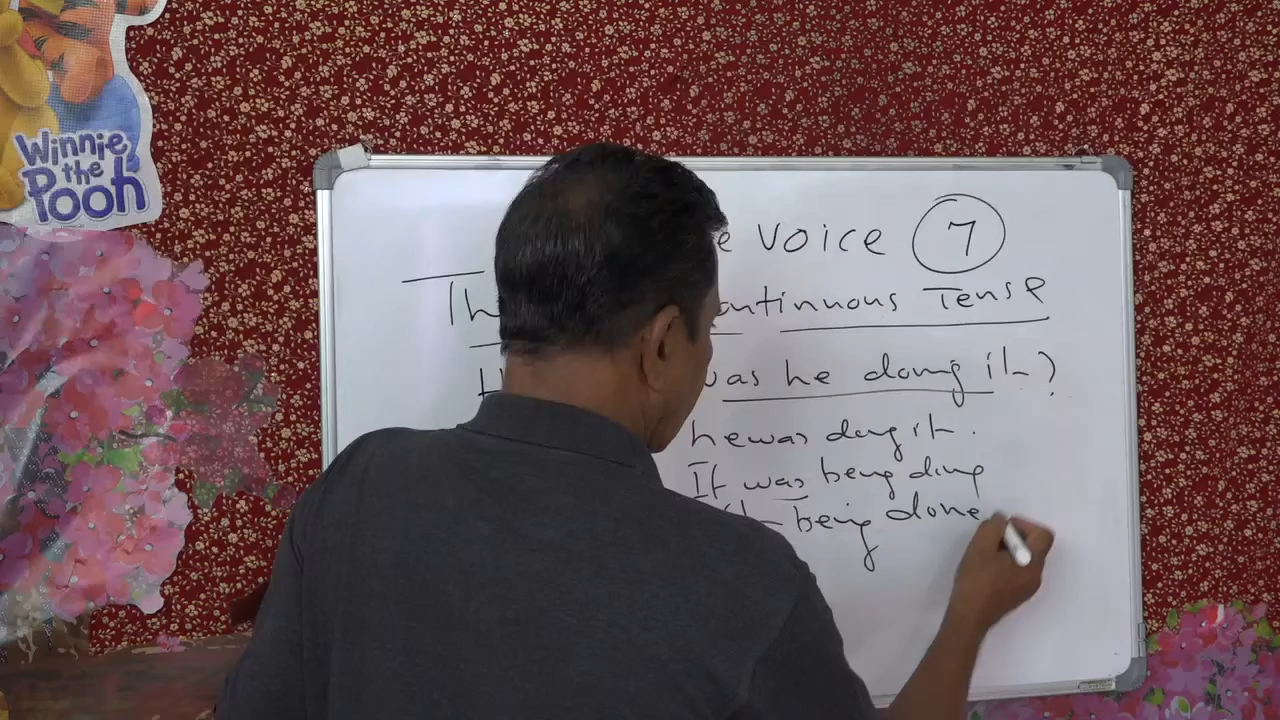 Winnie
the
Pooh
e Voice 7
Th ontinuous Tense
was he doing it ?
he was doing it .
It was being
it being done